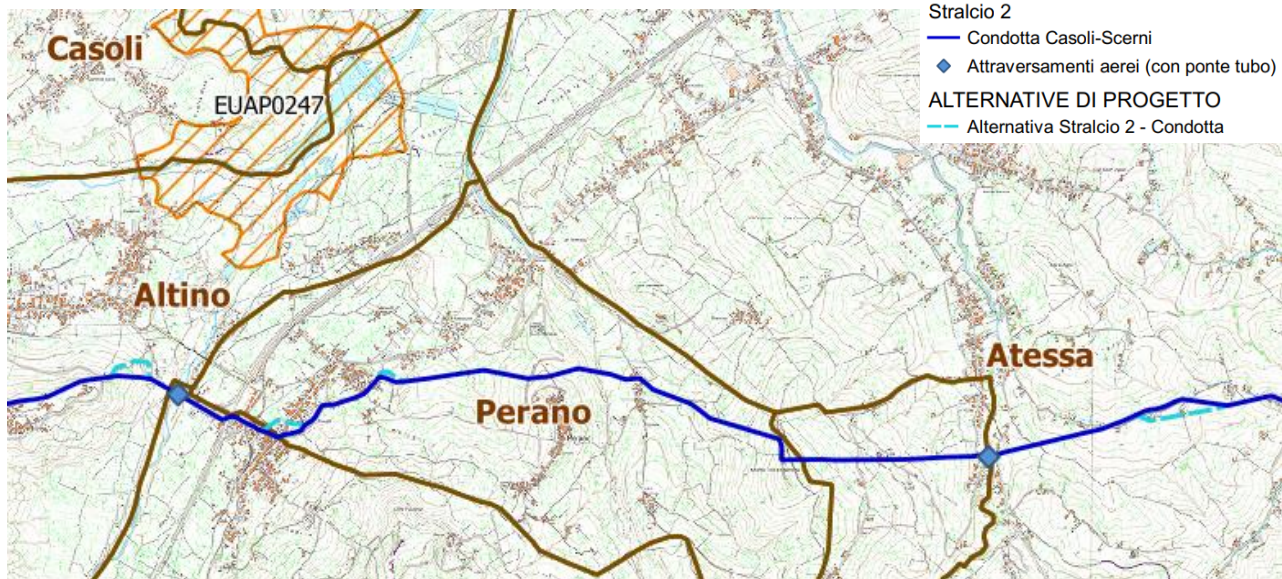 Stralcio 2
Condotta Casoli-Scerni
Attraversamenti aerei (con ponte tubo)
ALTERNATIVE DI PROGETTO
Alternativa Stralcio 2 - Condotta
Casoli
EUAP0247
Altino
Atessa
Perano